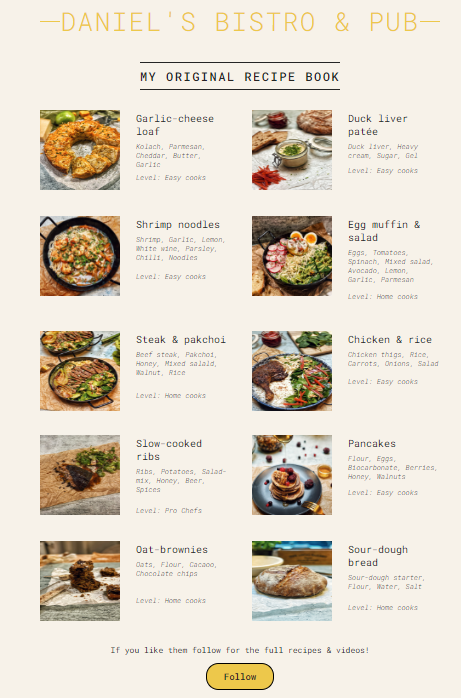 DANIEL'S BISTRO & PUB
MY ORIGINAL RECIPE BOOK
Garlic-cheese
loaf
Kolach, Parmesan,
Cheddar, Butter,
Garlic
Level: Easy cooks
Duck liver
patée
Duck liver, Heavy
cream, Sugar, Gel
Level: Easy cooks
Shrimp noodles
Shrimp, Garlic, Lemon,
White wine, Parsley,
Chilli, Noodles
Level: Easy cooks
Egg muffin &
salad
Eggs, Tomatoes,
Spinach, Mixed salad,
Avocado, Lemon,
Garlic, Parmesan
Level: Home cooks
Steak & pakchoi
Beef steak, Pakchoi,
Honey, Mixed salald,
Walnut, Rice
Level: Home cooks
Chicken & rice
Chicken thigs, Rice,
Carrots, Onions, Salad
Level: Easy cooks
Slow-cooked
ribs
Ribs, Potatoes, Salad-
mix, Honey, Beer,
Spices
Level: Pro Chefs
Pancakes
Flour, Eggs,
Biocarbonate, Berries,
Honey, Walnuts
Level: Easy cooks
Oat-brownies
Oats, Flour, Cacaoo,
Chocolate chips
Level: Home cooks
Sour-dough
bread
Sour-dough starter,
Flour, Water, Salt
Level: Home cooks
If you like them follow for the full recipes & videos!
Follow